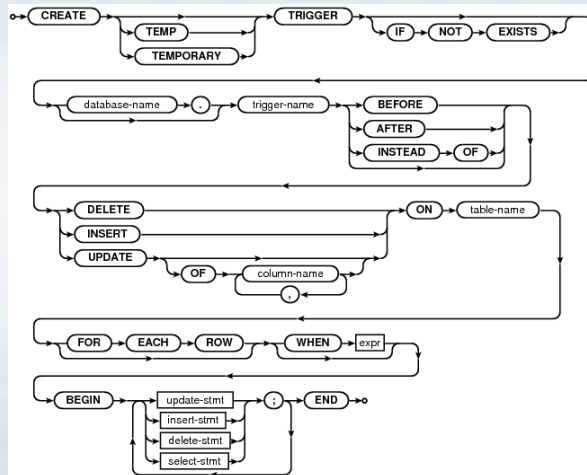 CREATE TRIGGER
TEMP IF NOT EXISTS
TEMPORARY
database-name . trigger-name BEFORE
AFTER
INSTEAD OF
DELETE ON table-name
INSERT
UPDATE
OF column-name
,
FOR EACH ROW WHEN expr
BEGIN update-stmt ; END
insert-stmt
delete-stmt
select-stmt